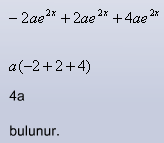 -2ae^{2x} + 2ae^{2x} + 4ae^{2x}
a(-2+2+4)
4a
bulunur.